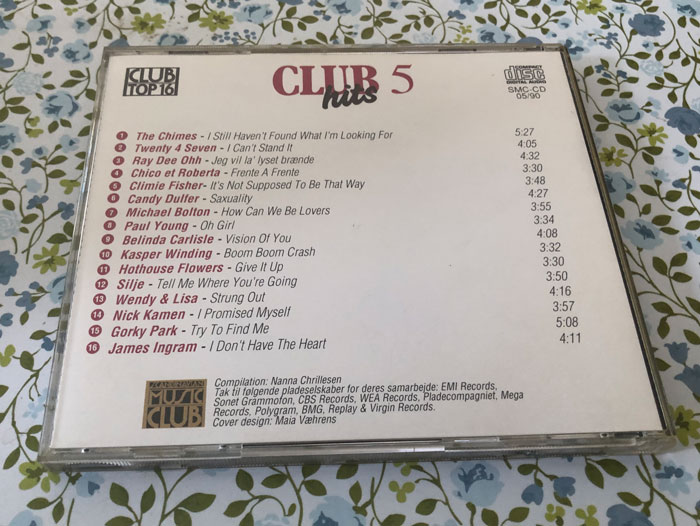 CLUB
TOP 16
CLUB 5
hits
COMPACT
disc
DIGITAL AUDIO
SMC-CD
05/90
1 The Chimes - I Still Haven't Found What I'm Looking For 5:27
2 Twenty 4 Seven - I Can't Stand It 4:05
3 Ray Dee Ohh - Jeg vil la' lyset brænde 4:32
4 Chico et Roberta - Frente A Frente 3:30
5 Climie Fisher- It's Not Supposed To Be That Way 3:48
6 Candy Dulfer - Saxuality 4:27
7 Michael Bolton - How Can We Be Lovers 3:55
8 Paul Young - Oh Girl 3:34
9 Belinda Carlisle - Vision Of You 4:08
10 Kasper Winding - Boom Boom Crash 3:32
11 Hothouse Flowers - Give It Up 3:30
12 Silje - Tell Me Where You're Going 3:50
13 Wendy & Lisa - Strung Out 4:16
14 Nick Kamen - I Promised Myself 3:57
15 Gorky Park - Try To Find Me 5:08
16 James Ingram - I Don't Have The Heart 4:11
SCANDINAVIAN
MUSIC
CLUB
Compilation: Nanna Chrillesen
Tak til følgende pladeselskaber for deres samarbejde: EMI Records,
Sonet Grammofon, CBS Records, WEA Records, Pladecompagniet, Mega
Records, Polygram, BMG, Replay & Virgin Records.
Cover design: Maia Væhrens